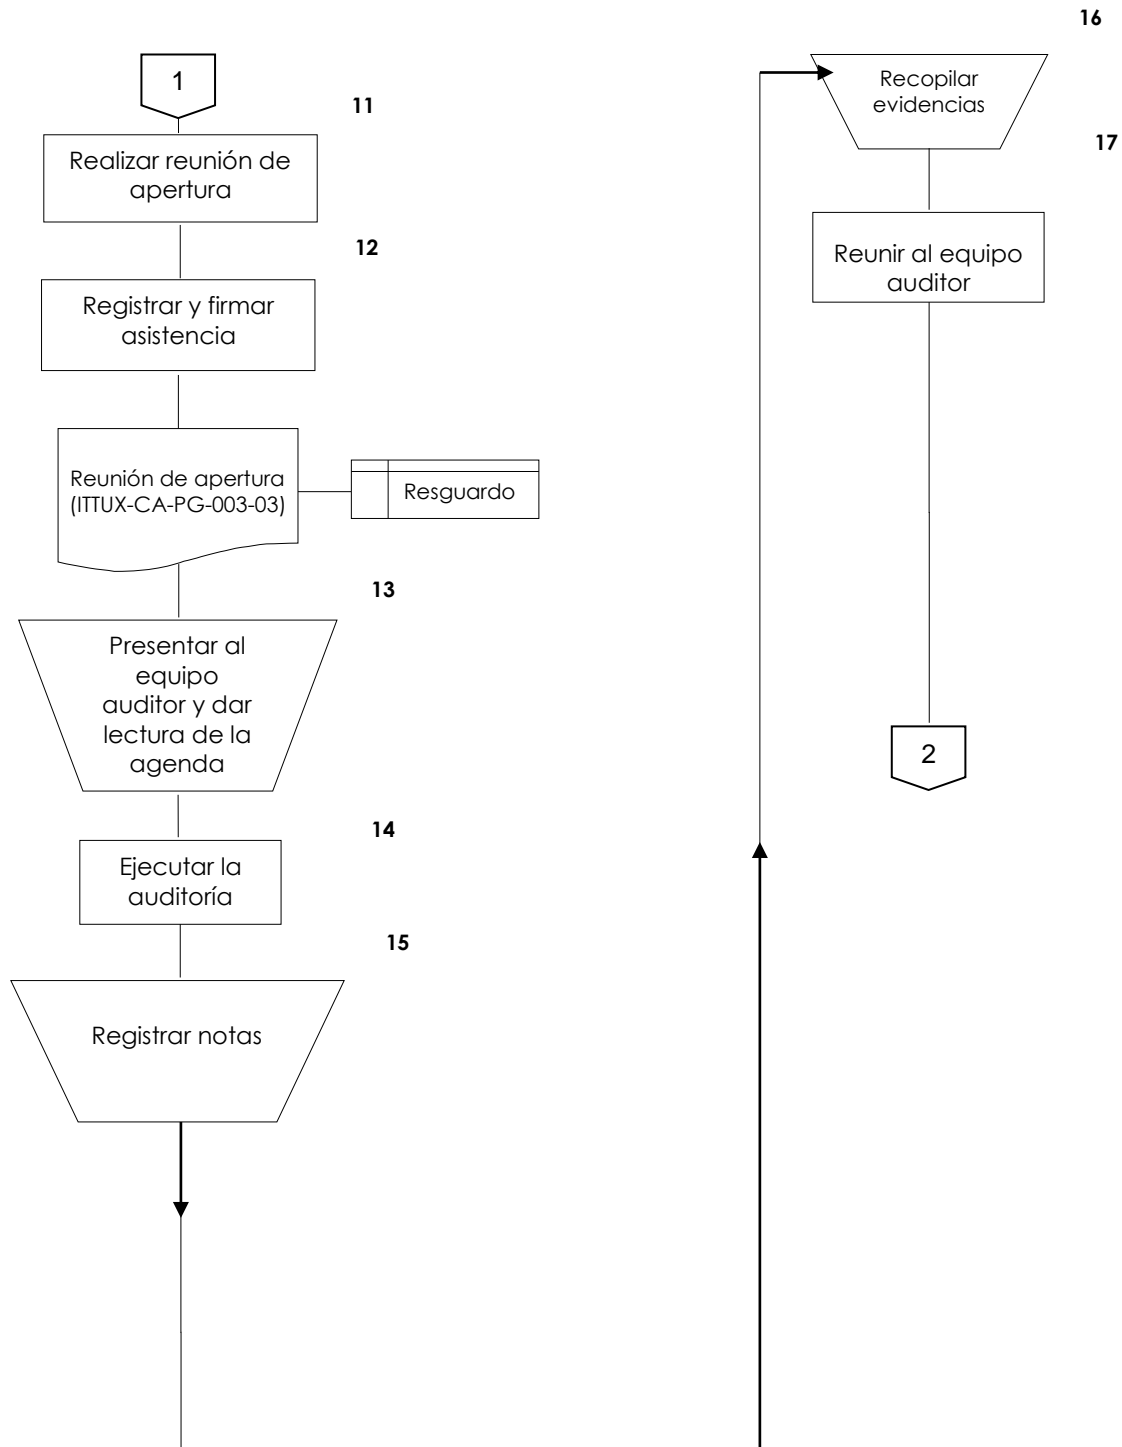 1
11
Realizar reunión de
apertura
12
Registrar y firmar
asistencia
Reunión de apertura
(ITTUX-CA-PG-003-03)
Resguardo
13
Presentar al
equipo
auditor y dar
lectura de la
agenda
14
Ejecutar la
auditoría
15
Registrar notas
16
Recopilar
evidencias
17
Reunir al equipo
auditor
2